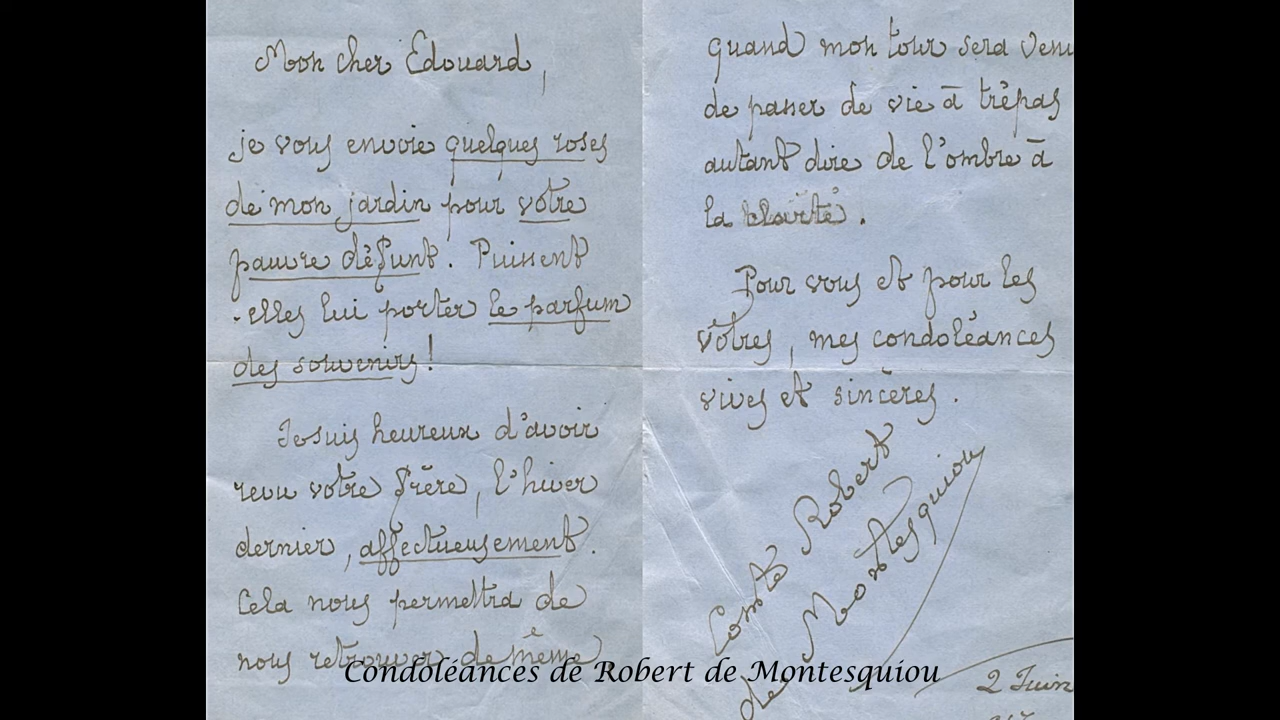 Mon cher Edouard,
je vous envoie quelques roses
de mon jardin pour votre
pauvre défunt. Puissent
-elles lui porter le parfum
des souvenirs !
Je suis heureux d'avoir
revu votre frère, l'hiver
dernier, affectueusement.
Cela nous permettra de
nous retrouver de même
quand mon tour sera venu
de passer de vie à trépas
autant dire de l'ombre à
la clarté.
Pour vous et pour les
vôtres, mes condoléances
vives et sincères.
Comte Robert
de Montesquiou
2 Juin
Condoléances de Robert de Montesquiou